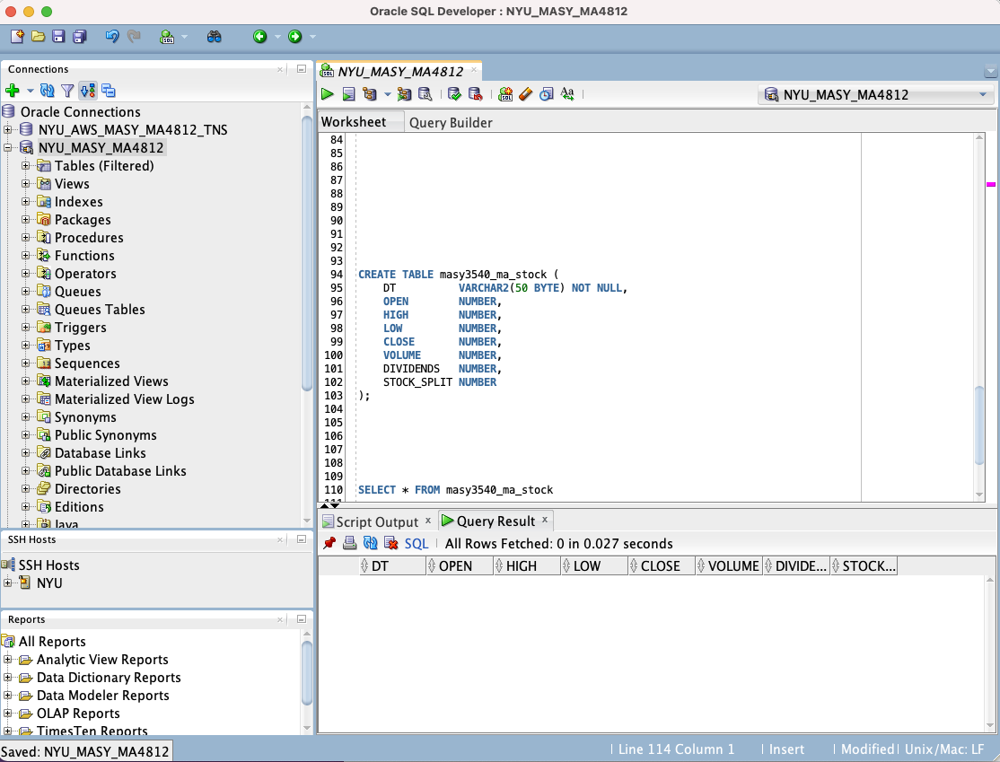 Oracle SQL Developer : NYU_MASY_MA4812
Connections
Oracle Connections
NYU_AWS_MASY_MA4812_TNS
NYU_MASY_MA4812
Tables (Filtered)
Views
Indexes
Packages
Procedures
Functions
Operators
Queues
Queues Tables
Triggers
Types
Sequences
Materialized Views
Materialized View Logs
Synonyms
Public Synonyms
Database Links
Public Database Links
Directories
Editions
Java
SSH Hosts
SSH Hosts
NYU
Reports
All Reports
Analytic View Reports
Data Dictionary Reports
Data Modeler Reports
OLAP Reports
TimesTen Reports
NYU_MASY_MA4812
NYU_MASY_MA4812
Worksheet Query Builder
84
85
86
87
88
89
90
91
92
93
94 CREATE TABLE masy3540_ma_stock (
95 DT VARCHAR2(50 BYTE) NOT NULL,
96 OPEN NUMBER,
97 HIGH NUMBER,
98 LOW NUMBER,
99 CLOSE NUMBER,
100 VOLUME NUMBER,
101 DIVIDENDS NUMBER,
102 STOCK_SPLIT NUMBER
103 );
104
105
106
107
108
109
110 SELECT * FROM masy3540_ma_stock
111
Script Output x Query Result x
SQL | All Rows Fetched: 0 in 0.027 seconds
DT OPEN HIGH LOW CLOSE VOLUME DIVIDE... STOCK...
Saved: NYU_MASY_MA4812
Line 114 Column 1 | Insert | Modified | Unix/Mac: LF